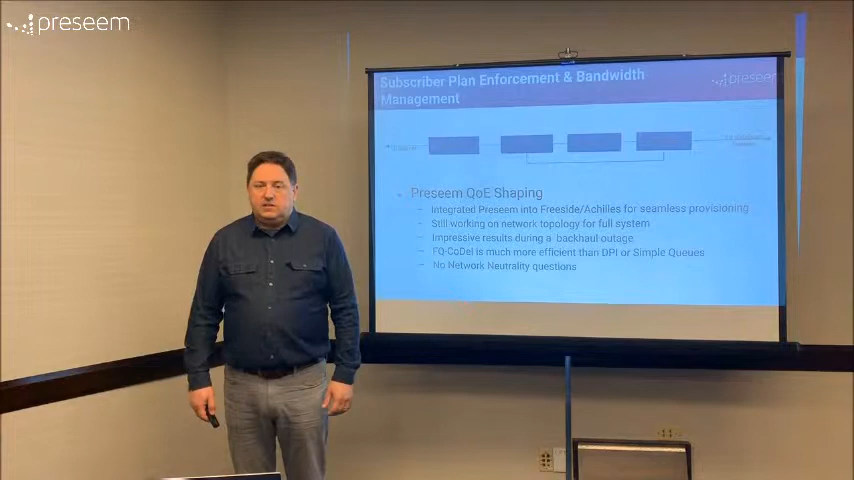 preseem
Subscriber Plan Enforcement & Bandwidth
Management
preseem
Preseem QoE Shaping
– Integrated Preseem into Freeside/Achilles for seamless provisioning
– Still working on network topology for full system
– Impressive results during a backhaul outage
– FQ-CoDel is much more efficient than DPI or Simple Queues
– No Network Neutrality questions